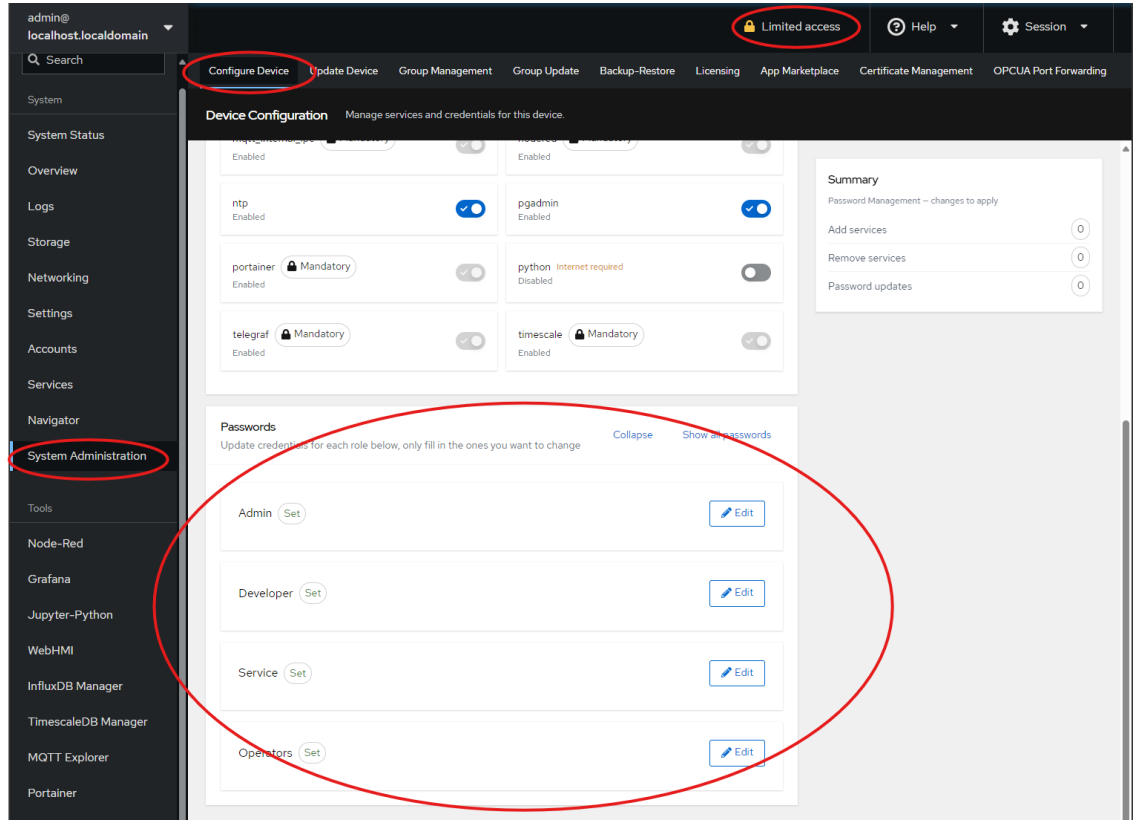 admin@
localhost.localdomain
Limited access
Help
Session
Search
Configure Device
Update Device
Group Management
Group Update
Backup-Restore
Licensing
App Marketplace
Certificate Management
OPCUA Port Forwarding
System
System Status
Overview
Logs
Storage
Networking
Settings
Accounts
Services
Navigator
System Administration
Tools
Node-Red
Grafana
Jupyter-Python
WebHMI
InfluxDB Manager
TimescaleDB Manager
MQTT Explorer
Portainer
Device Configuration Manage services and credentials for this device.
Enabled
Enabled
ntp
Enabled
pgadmin
Enabled
portainer Mandatory
Enabled
python Internet required
Disabled
telegraf Mandatory
Enabled
timescale Mandatory
Enabled
Summary
Password Management – changes to apply
Add services 0
Remove services 0
Password updates 0
Passwords
Update credentials for each role below, only fill in the ones you want to change
Collapse
Show all passwords
Admin Set
Edit
Developer Set
Edit
Service Set
Edit
Operators Set
Edit